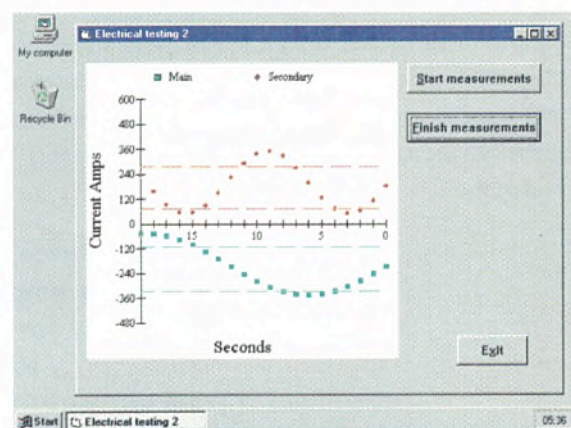 My computer
Recycle Bin
Electrical testing 2
Main
Secondary
Start measurements
Finish measurements
Current Amps
600
480
360
240
120
0
-120
-240
-360
-480
15
10
5
0
Seconds
Exit
Start
Electrical testing 2
05:36